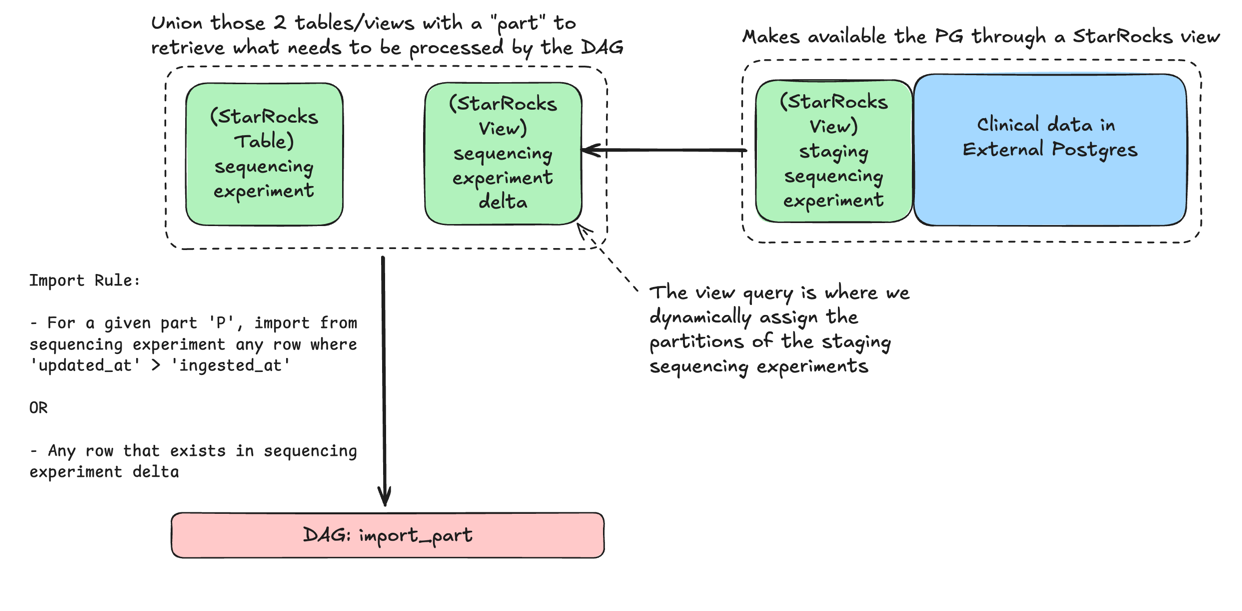 Union those 2 tables/views with a "part" to
retrieve what needs to be processed by the DAG
Makes available the PG through a StarRocks view
(StarRocks
Table)
sequencing
experiment
(StarRocks
View)
sequencing
experiment
delta
(StarRocks
View)
staging
sequencing
experiment
Clinical data in
External Postgres
Import Rule:
- For a given part 'P', import from
sequencing experiment any row where
'updated_at' > 'ingested_at'
OR
- Any row that exists in sequencing
experiment delta
The view query is where we
dynamically assign the
partitions of the staging
sequencing experiments
DAG: import_part